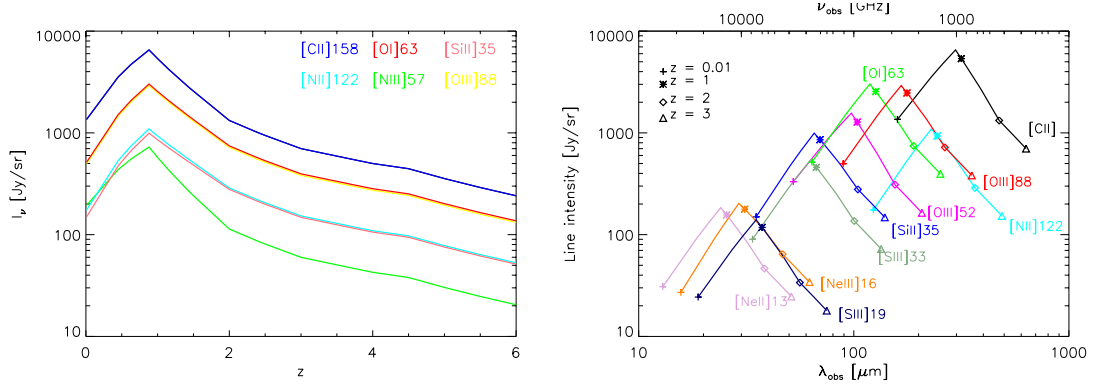 10000
1000
100
10
I_ν [Jy/sr]
0 1 2 3 4 5 6
z
[CII]158 [OI]63 [SiII]35
[NII]122 [NIII]57 [OIII]88
ν_obs [GHz]
10000 1000
10000
1000
100
10
Line intensity [Jy/sr]
z = 0.01
z = 1
z = 2
z = 3
[OI]63
[CII]
[OIII]88
[OIII]52
[NII]122
[SiII]35
[SIII]33
[NeIII]16
[NeII]13
[SIII]19
10 100 1000
λ_obs [μm]